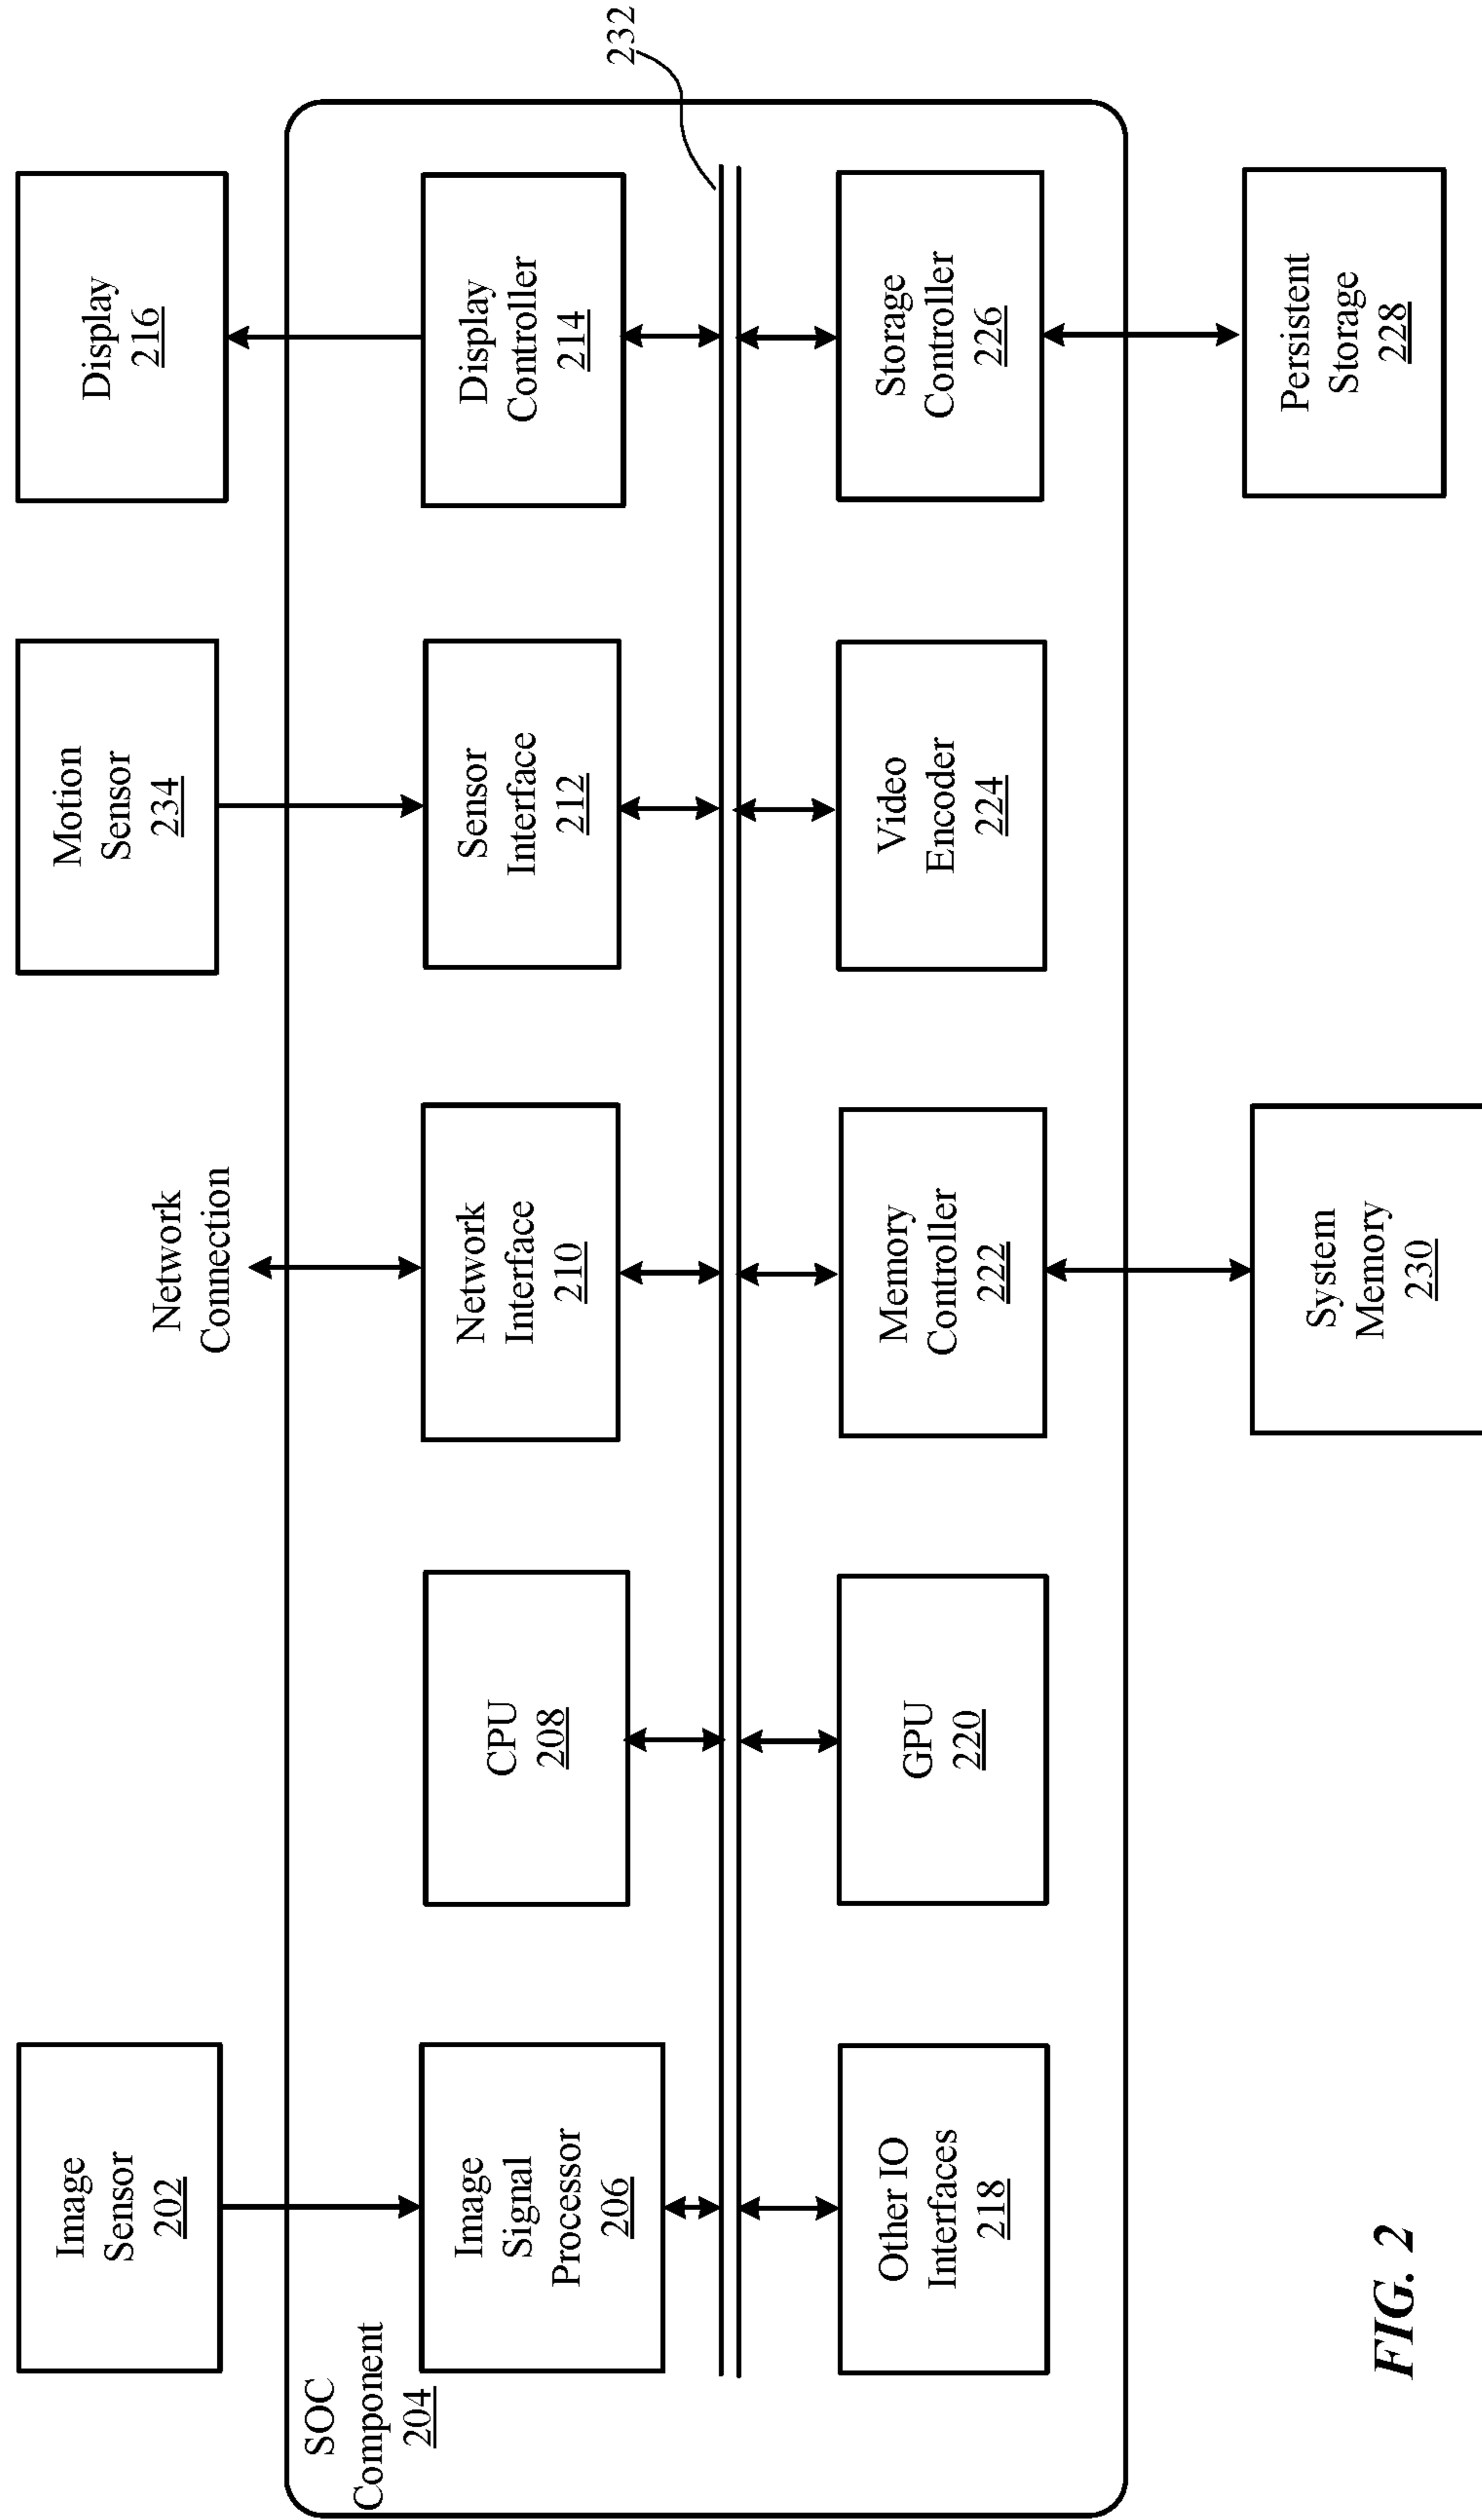 Image
Sensor
202
Network
Connection
Motion
Sensor
234
Display
216
SOC
Component
204
Image
Signal
Processor
206
CPU
208
Network
Interface
210
Sensor
Interface
212
Display
Controller
214
232
Other IO
Interfaces
218
GPU
220
Memory
Controller
222
Video
Encoder
224
Storage
Controller
226
System
Memory
230
Persistent
Storage
228
FIG. 2